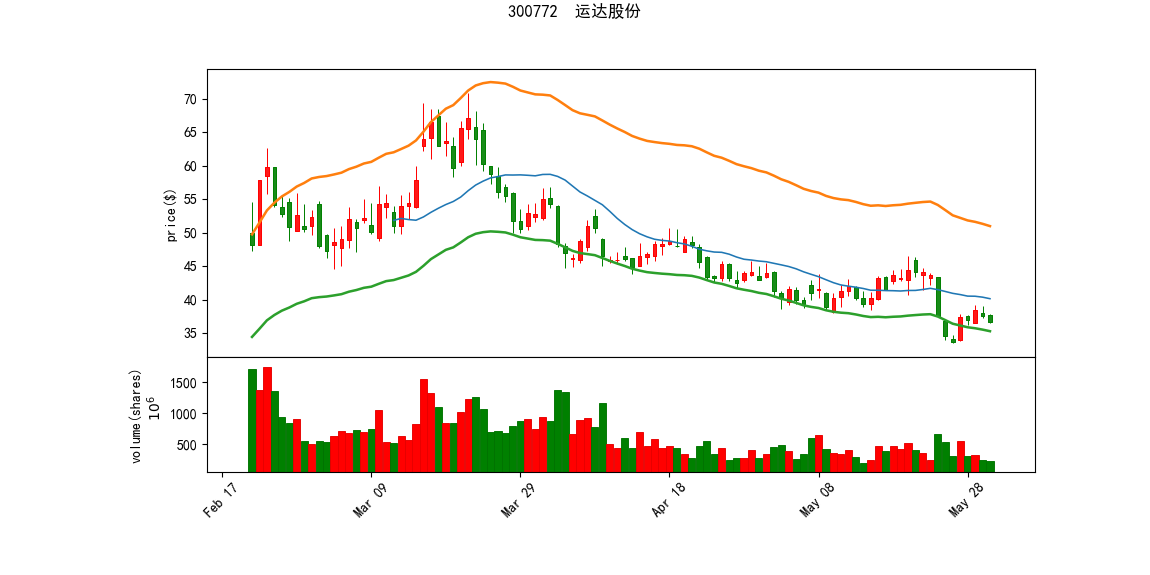 300772 运达股份
price($)
70
65
60
55
50
45
40
35
volume(shares)
10^6
1500
1000
500
Feb 17
Mar 09
Mar 29
Apr 18
May 08
May 28